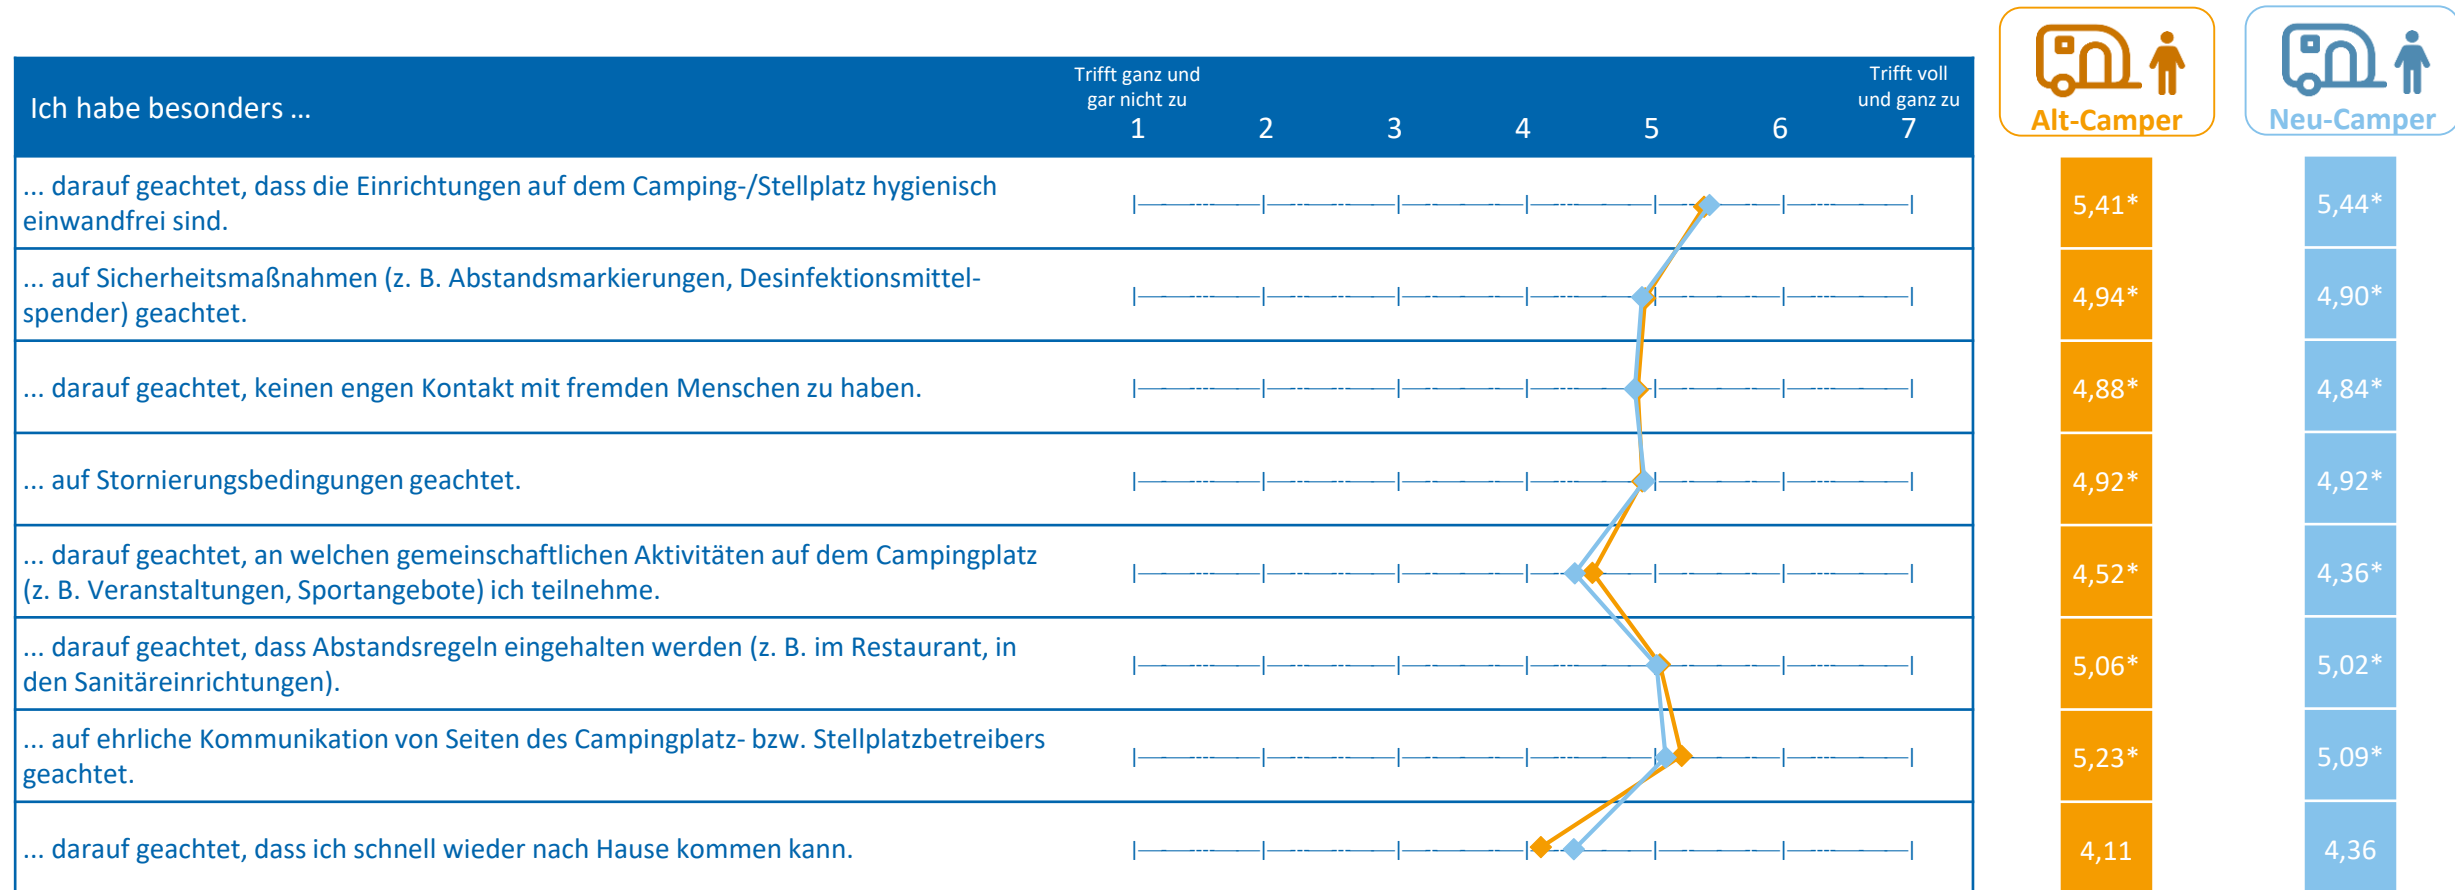 Alt-Camper
Neu-Camper
Ich habe besonders ...
Trifft ganz und
gar nicht zu
Trifft voll
und ganz zu
1 2 3 4 5 6 7
... darauf geachtet, dass die Einrichtungen auf dem Camping-/Stellplatz hygienisch
einwandfrei sind.
5,41* 5,44*
... auf Sicherheitsmaßnahmen (z. B. Abstandsmarkierungen, Desinfektionsmittel-
spender) geachtet.
4,94* 4,90*
... darauf geachtet, keinen engen Kontakt mit fremden Menschen zu haben.
4,88* 4,84*
... auf Stornierungsbedingungen geachtet.
4,92* 4,92*
... darauf geachtet, an welchen gemeinschaftlichen Aktivitäten auf dem Campingplatz
(z. B. Veranstaltungen, Sportangebote) ich teilnehme.
4,52* 4,36*
... darauf geachtet, dass Abstandsregeln eingehalten werden (z. B. im Restaurant, in
den Sanitäreinrichtungen).
5,06* 5,02*
... auf ehrliche Kommunikation von Seiten des Campingplatz- bzw. Stellplatzbetreibers
geachtet.
5,23* 5,09*
... darauf geachtet, dass ich schnell wieder nach Hause kommen kann.
4,11 4,36